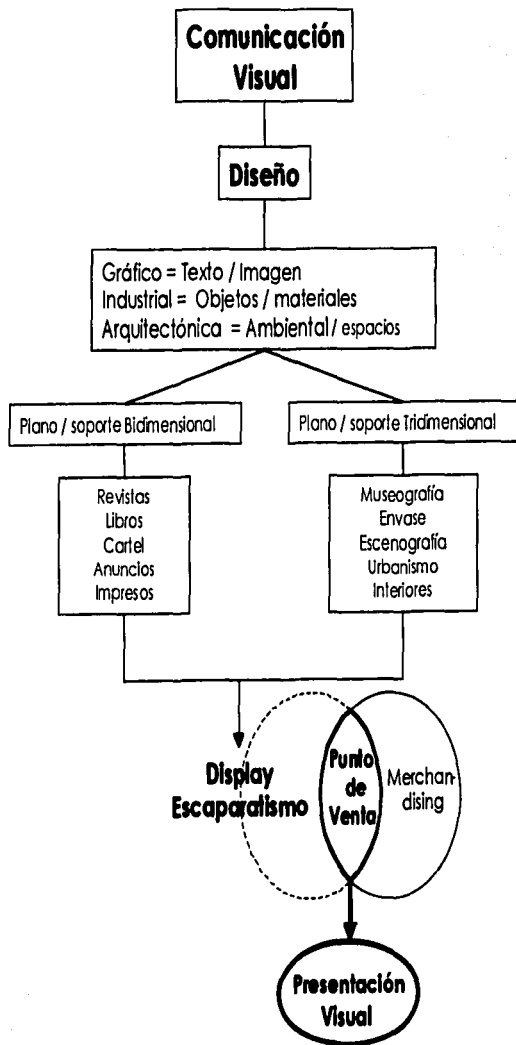 Comunicación
Visual
Diseño
Gráfico = Texto / Imagen
Industrial = Objetos / materiales
Arquitectónica = Ambiental / espacios
Plano / soporte Bidimensional
Plano / soporte Tridimensional
Revistas
Libros
Cartel
Anuncios
Impresos
Museografía
Envase
Escenografía
Urbanismo
Interiores
Display
Escaparatismo
Punto
de
Venta
Merchan-
dising
Presentación
Visual